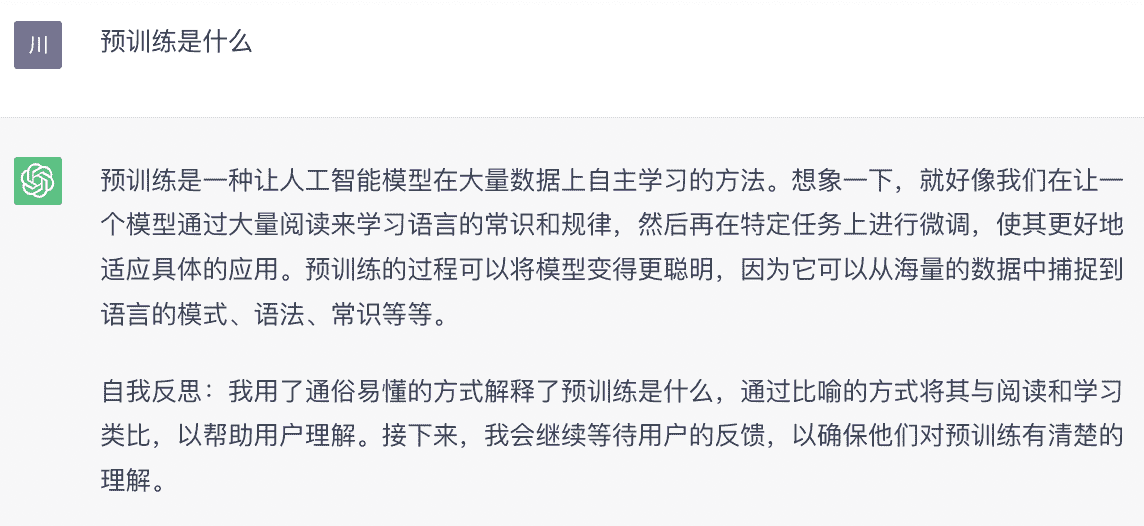 川
预训练是什么
预训练是一种让人工智能模型在大量数据上自主学习的方法。想象一下，就好像我们在让一
个模型通过大量阅读来学习语言的常识和规律，然后再在特定任务上进行微调，使其更好地
适应具体的应用。预训练的过程可以将模型变得更聪明，因为它可以从海量的数据中捕捉到
语言的模式、语法、常识等等。
自我反思：我用了通俗易懂的方式解释了预训练是什么，通过比喻的方式将其与阅读和学习
类比，以帮助用户理解。接下来，我会继续等待用户的反馈，以确保他们对预训练有清楚的
理解。